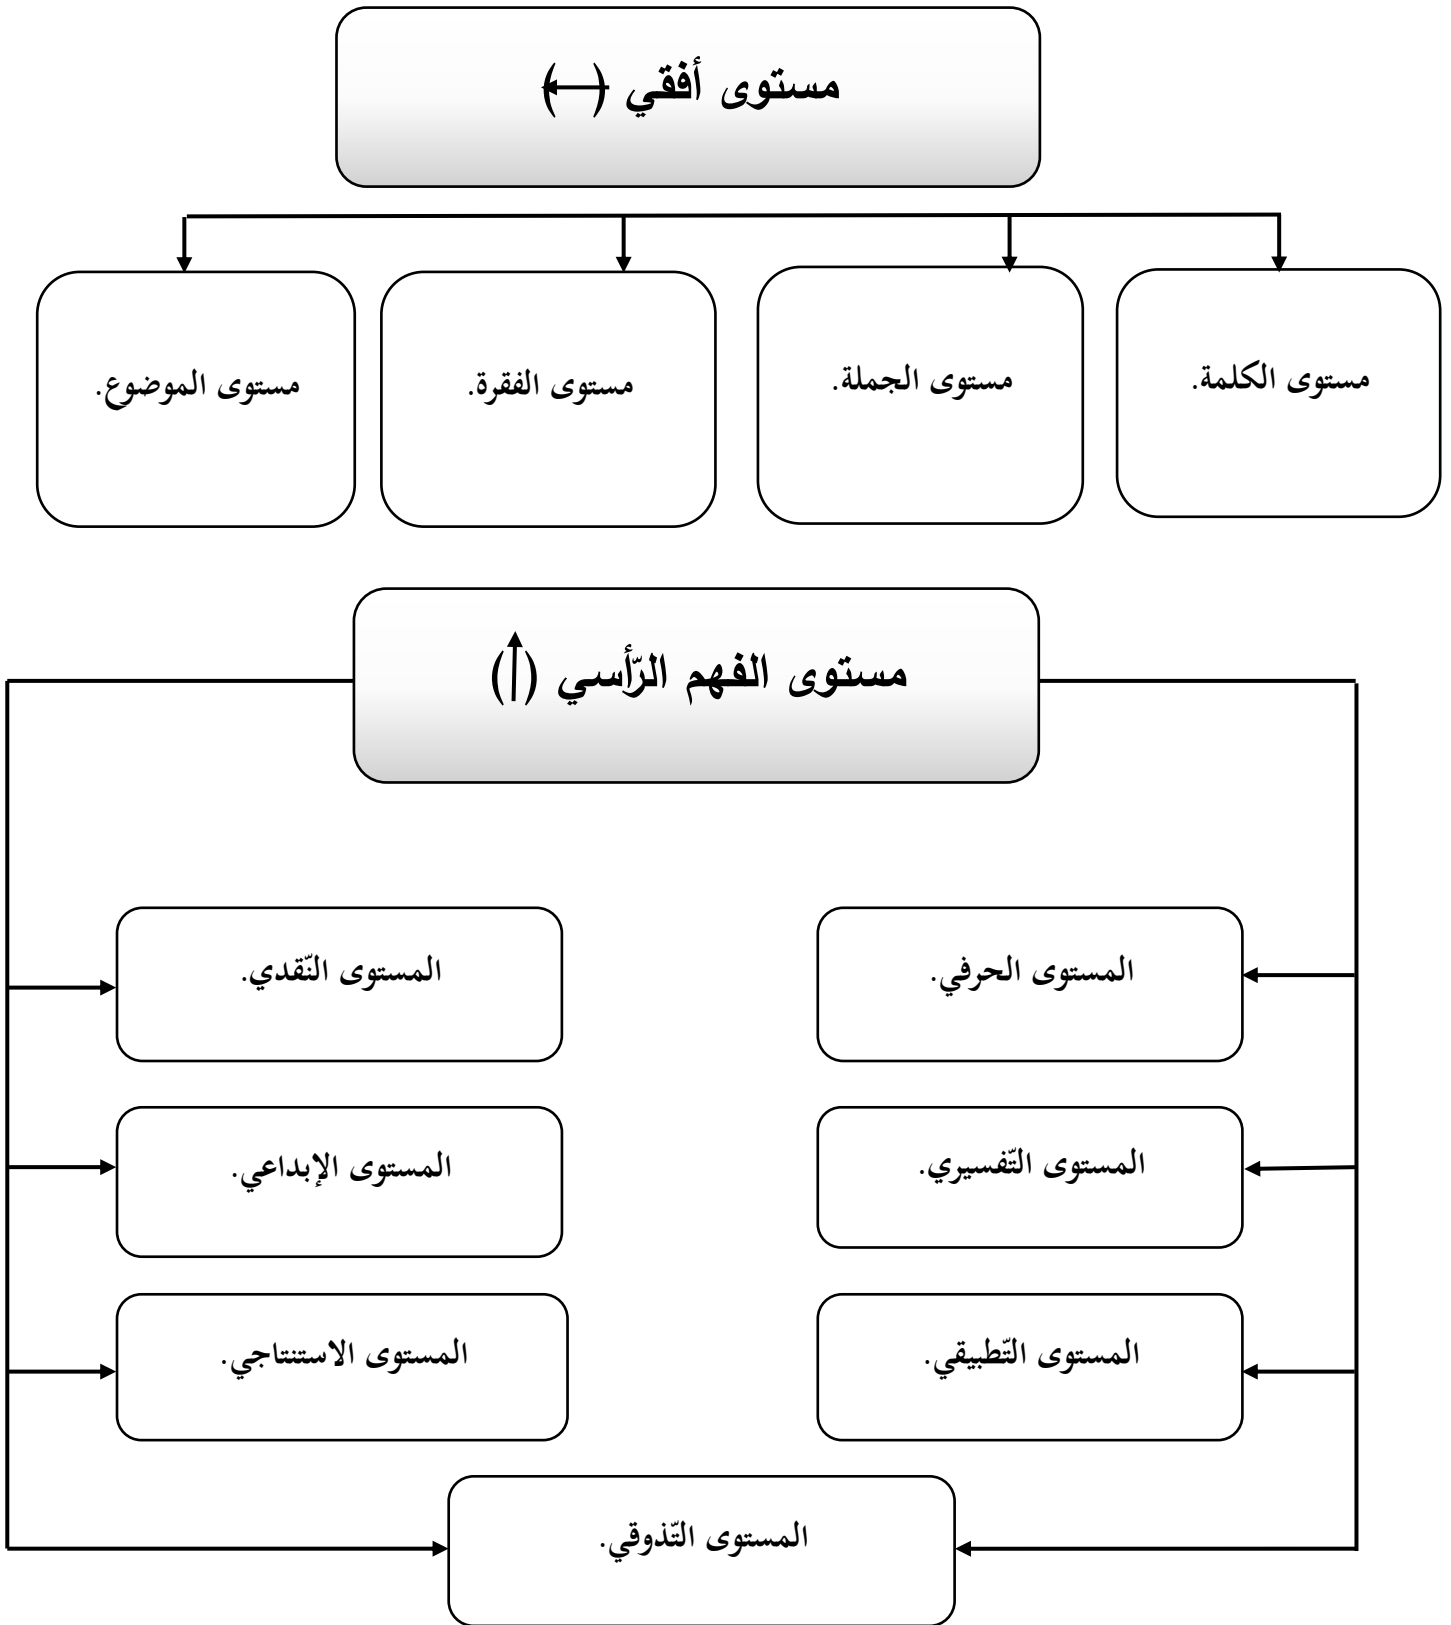 مستوى أفقي (←)
مستوى الكلمة.
مستوى الجملة.
مستوى الفقرة.
مستوى الموضوع.
مستوى الفهم الرّأسي (↑)
المستوى الحرفي.
المستوى النّقدي.
المستوى التّفسيري.
المستوى الإبداعي.
المستوى التّطبيقي.
المستوى الاستنتاجي.
المستوى التّذوقي.